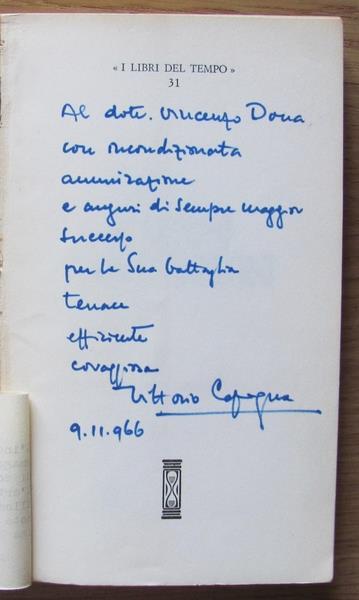 « I LIBRI DEL TEMPO »
31
Al dott. Vincenzo Dona
con incondizionata
ammirazione
e auguri di sempre maggior
successo
per la Sua battaglia
tenace
efficiente
coraggiosa
Vittorio
9.11.966